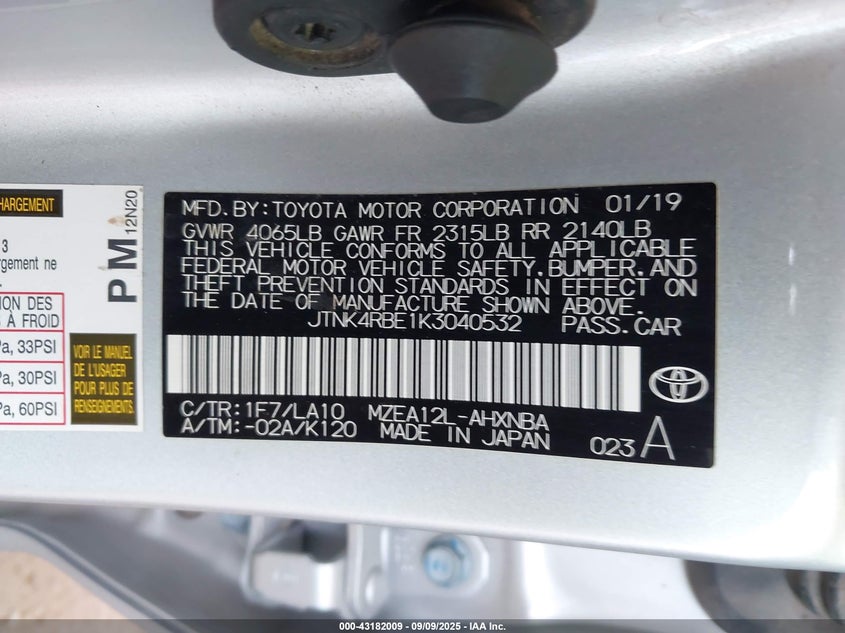 HARGEMENT
3
rgement ne
ION DES
S À FROID
Pa, 33PSI
Pa, 30PSI
Pa, 60PSI
PM
12N20
VOIR LE MANUEL
DE L'USAGER
POUR PLUS DE
RENSEIGNEMENTS
MFD. BY: TOYOTA MOTOR CORPORATION 01/19
GVWR 4065LB GAWR FR 2315LB RR 2140LB
THIS VEHICLE CONFORMS TO ALL APPLICABLE
FEDERAL MOTOR VEHICLE SAFETY, BUMPER, AND
THEFT PREVENTION STANDARDS IN EFFECT ON
THE DATE OF MANUFACTURE SHOWN ABOVE.
JTNK4RBE1K3040532 PASS. CAR
C/TR: 1F7/LA10 MZEA12L-AHXNBA
A/TM: -02A/K120 MADE IN JAPAN 023 A
000-43182009 - 09/09/2025 - IAA Inc.